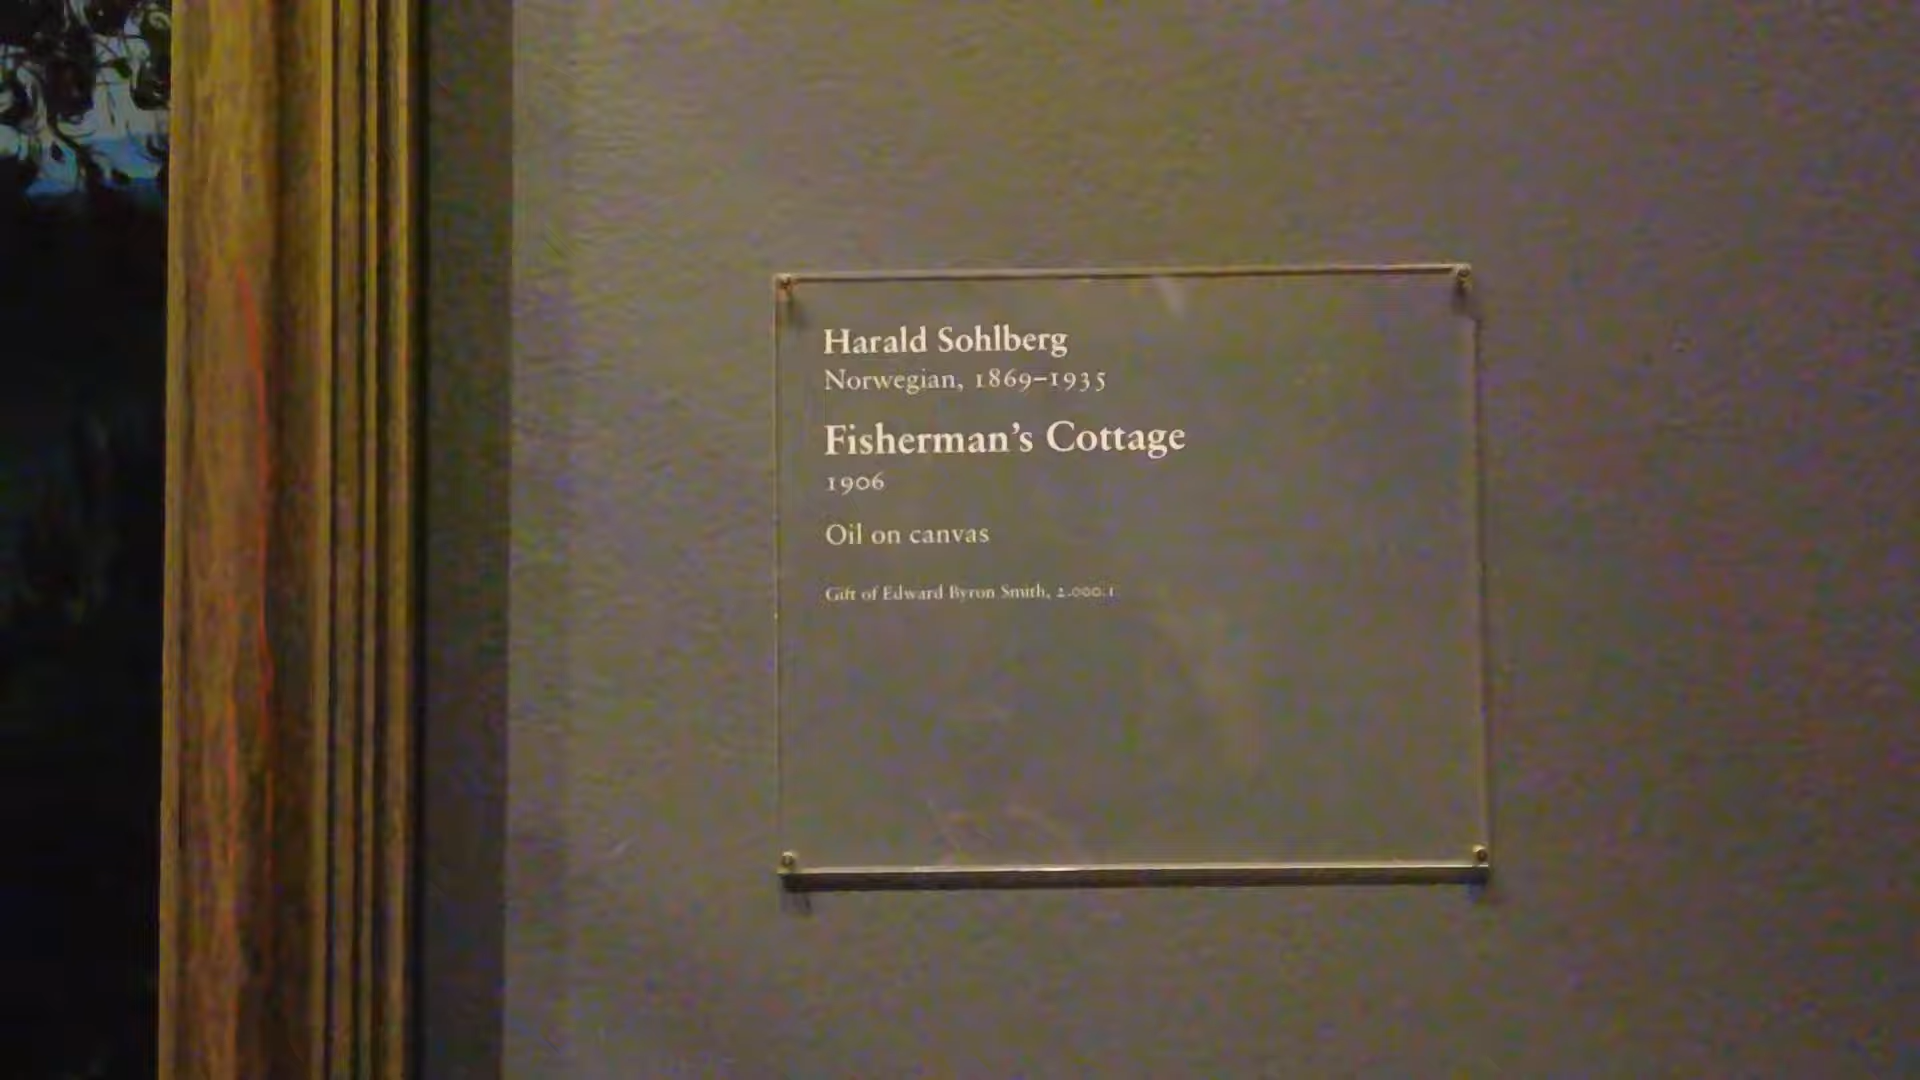 Harald Sohlberg
Norwegian, 1869–1935
Fisherman’s Cottage
1906
Oil on canvas
Gift of Edward Byron Smith,